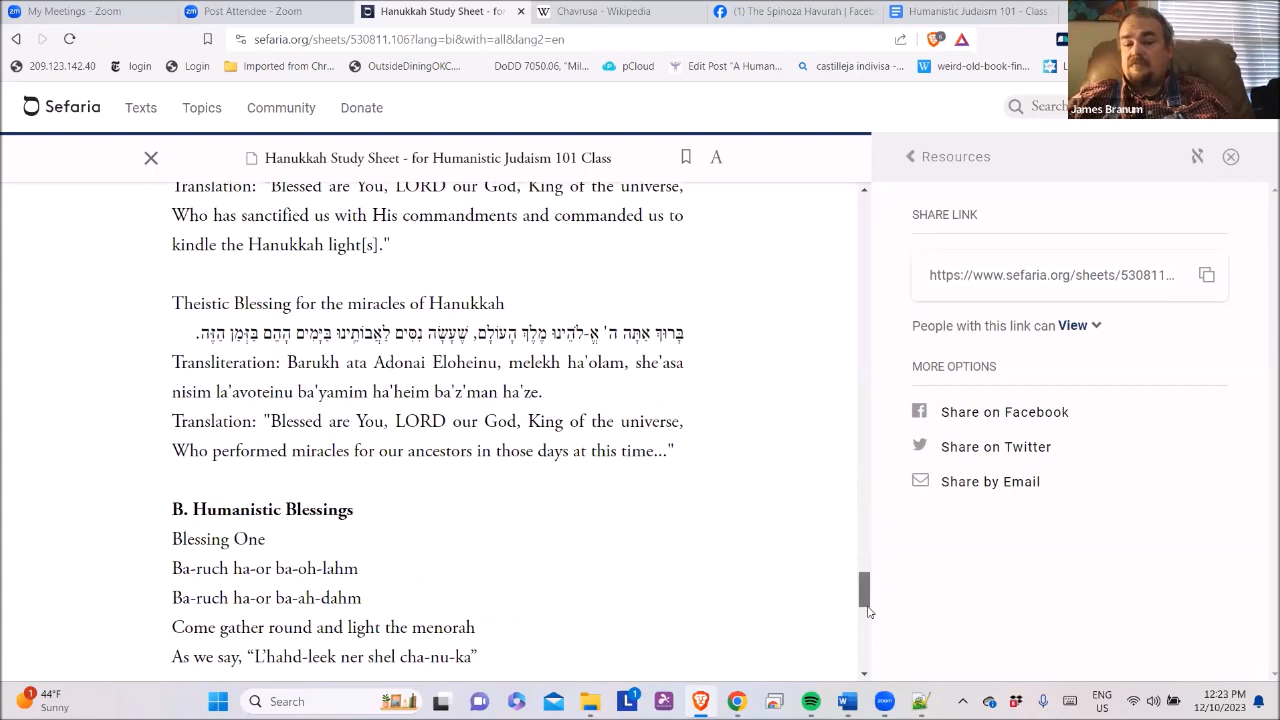 My Meetings - Zoom
Post Attendee - Zoom
Hanukkah Study Sheet - for
Chavrusa - Wikipedia
(1) The Spinoza Havurah | Faceb
Humanistic Judaism 101 - Class
sefaria.org/sheets/530811.106?lang=bi&with=all&lang2=en
209.123.142.40
login
Login
Imported from Chr...
OutsideDiningOKC...
DoDD 7050.06, "Mil...
pCloud
Edit Post "A Human...
castilleja indivisa -...
weird-old-book-fin...
James Branum
Sefaria
Texts
Topics
Community
Donate
Search
Hanukkah Study Sheet - for Humanistic Judaism 101 Class
A
Resources
Translation: "Blessed are You, LORD our God, King of the universe,
Who has sanctified us with His commandments and commanded us to
kindle the Hanukkah light[s]."
Theistic Blessing for the miracles of Hanukkah
בָּרוּךְ אַתָּה ה' אֱ-לֹהֵינוּ מֶלֶךְ הָעוֹלָם, שֶׁעָשָׂה נִסִּים לַאֲבוֹתֵינוּ בַּיָּמִים הָהֵם בַּזְּמַן הַזֶּה.
Transliteration: Barukh ata Adonai Eloheinu, melekh ha'olam, she'asa
nisim la'avoteinu ba'yamim ha'heim ba'z'man ha'ze.
Translation: "Blessed are You, LORD our God, King of the universe,
Who performed miracles for our ancestors in those days at this time..."
B. Humanistic Blessings
Blessing One
Ba-ruch ha-or ba-oh-lahm
Ba-ruch ha-or ba-ah-dahm
Come gather round and light the menorah
As we say, “L’hahd-leek ner shel cha-nu-ka”
SHARE LINK
https://www.sefaria.org/sheets/530811...
People with this link can View
MORE OPTIONS
Share on Facebook
Share on Twitter
Share by Email
44°F
Sunny
Search
ENG
US
12:23 PM
12/10/2023